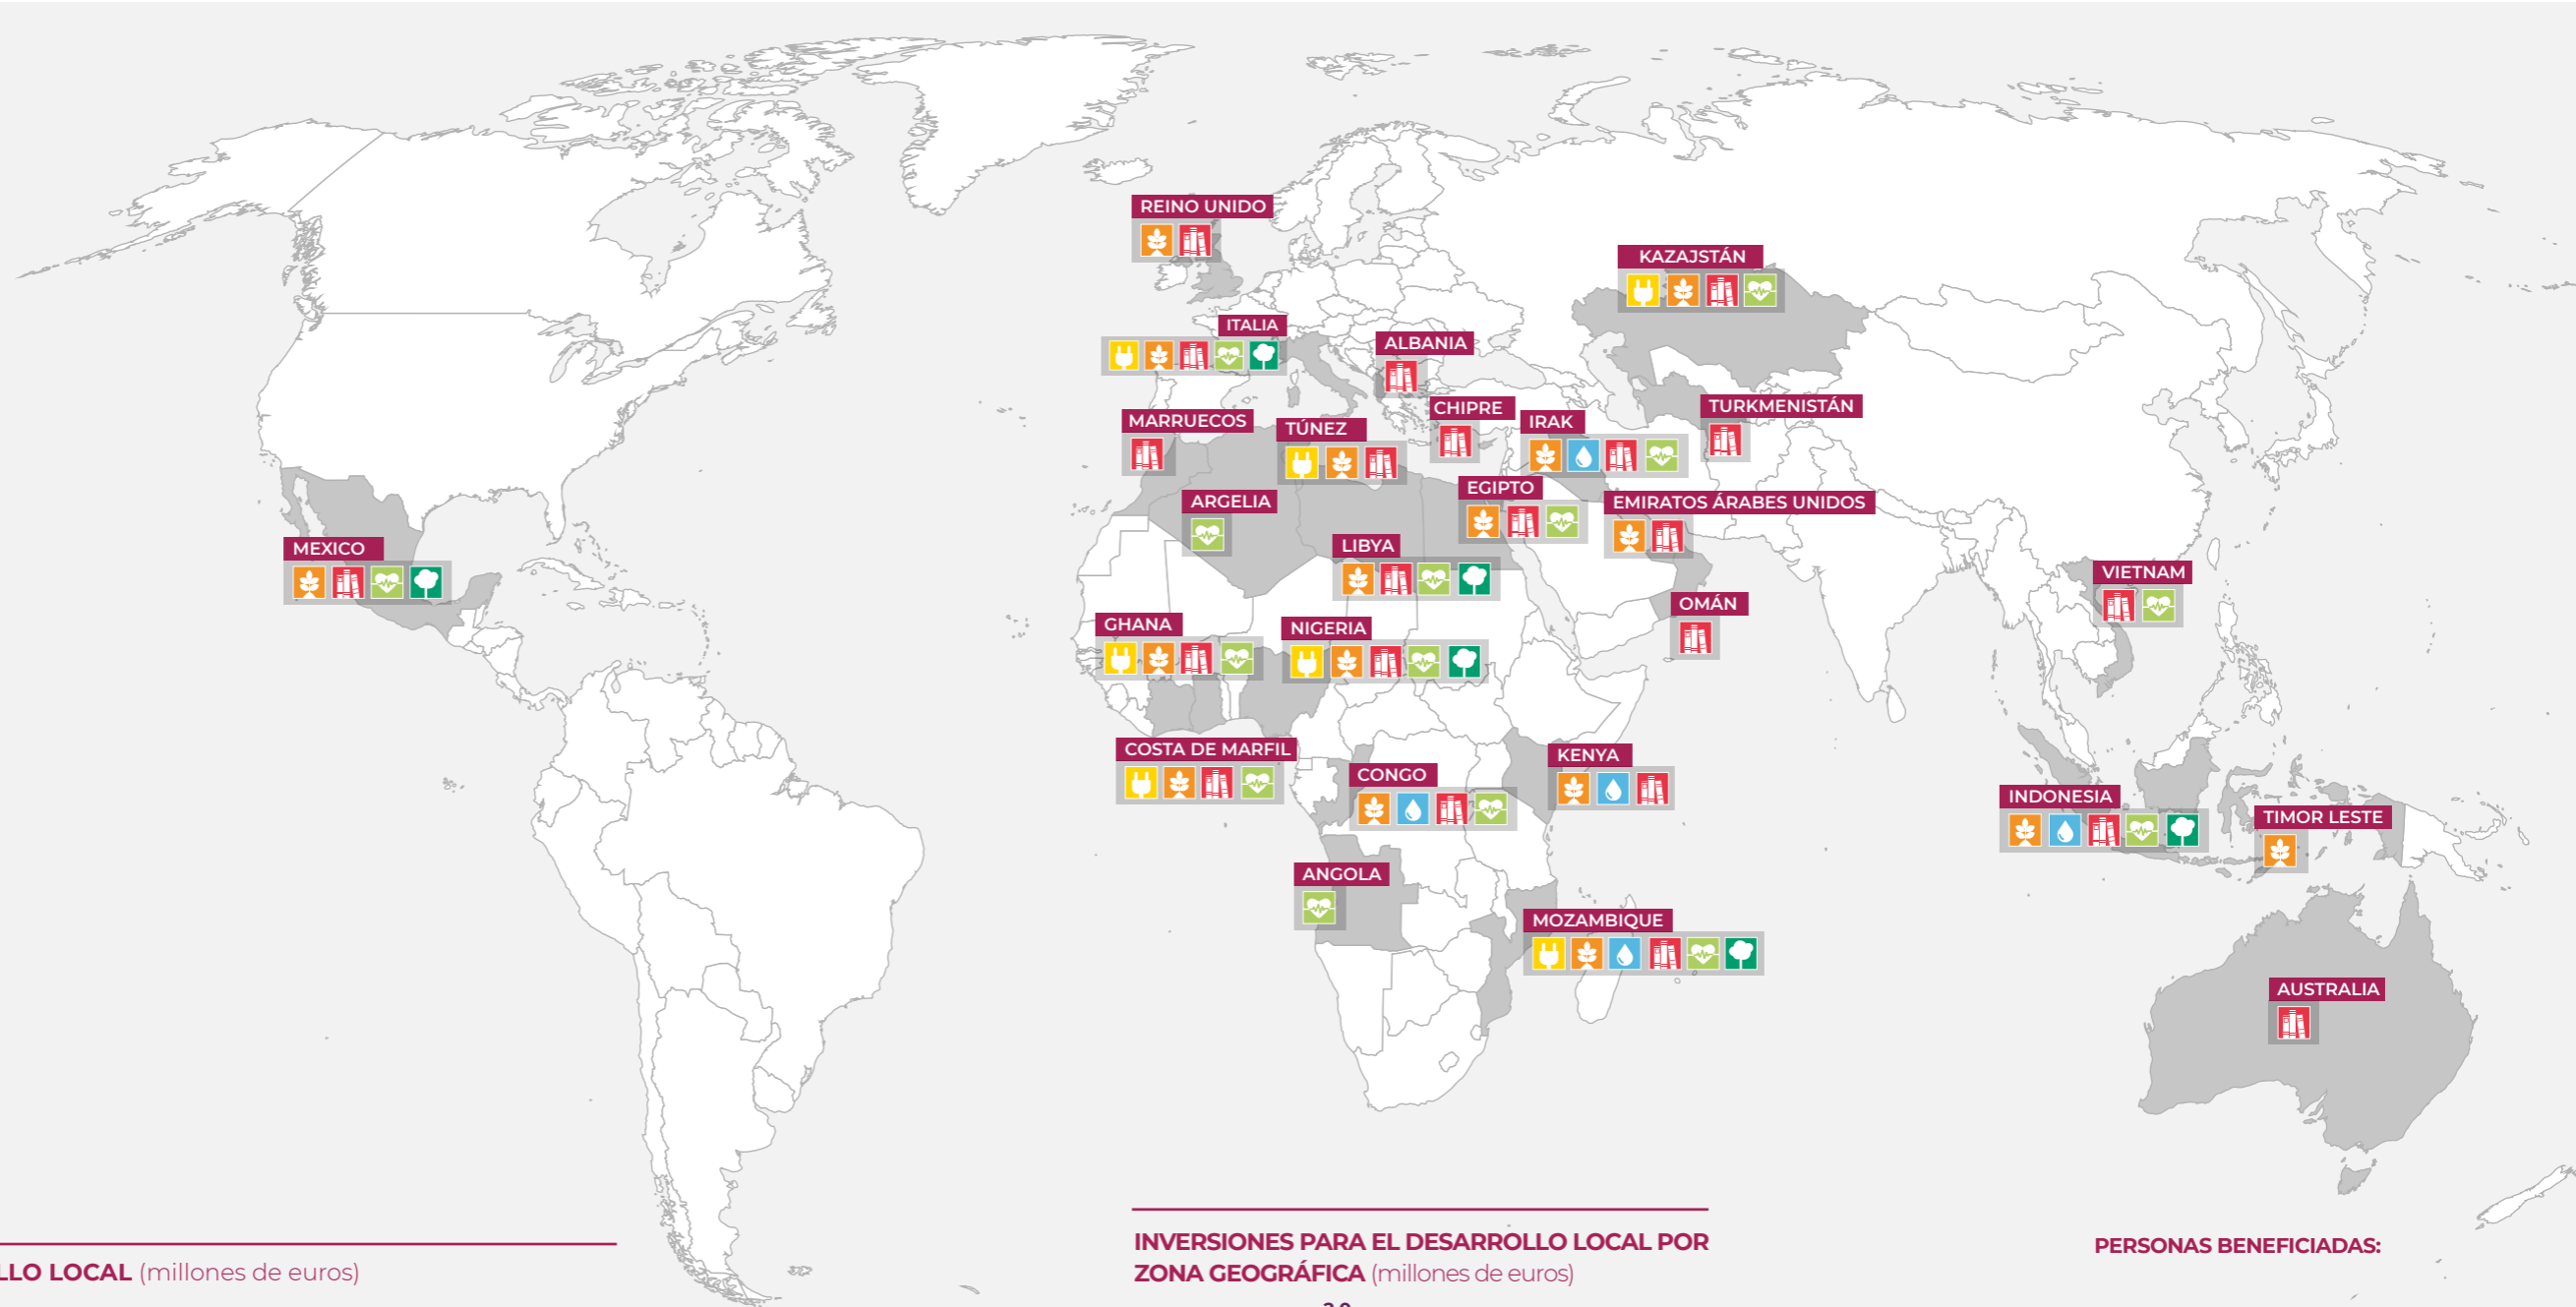 REINO UNIDO
KAZAJSTÁN
ITALIA
ALBANIA
MARRUECOS
TÚNEZ
CHIPRE
IRAK
TURKMENISTÁN
ARGELIA
EGIPTO
EMIRATOS ÁRABES UNIDOS
MEXICO
LIBYA
VIETNAM
GHANA
NIGERIA
OMÁN
COSTA DE MARFIL
CONGO
KENYA
INDONESIA
TIMOR LESTE
ANGOLA
MOZAMBIQUE
AUSTRALIA
LLO LOCAL (millones de euros)
INVERSIONES PARA EL DESARROLLO LOCAL POR
ZONA GEOGRÁFICA (millones de euros)
PERSONAS BENEFICIADAS: